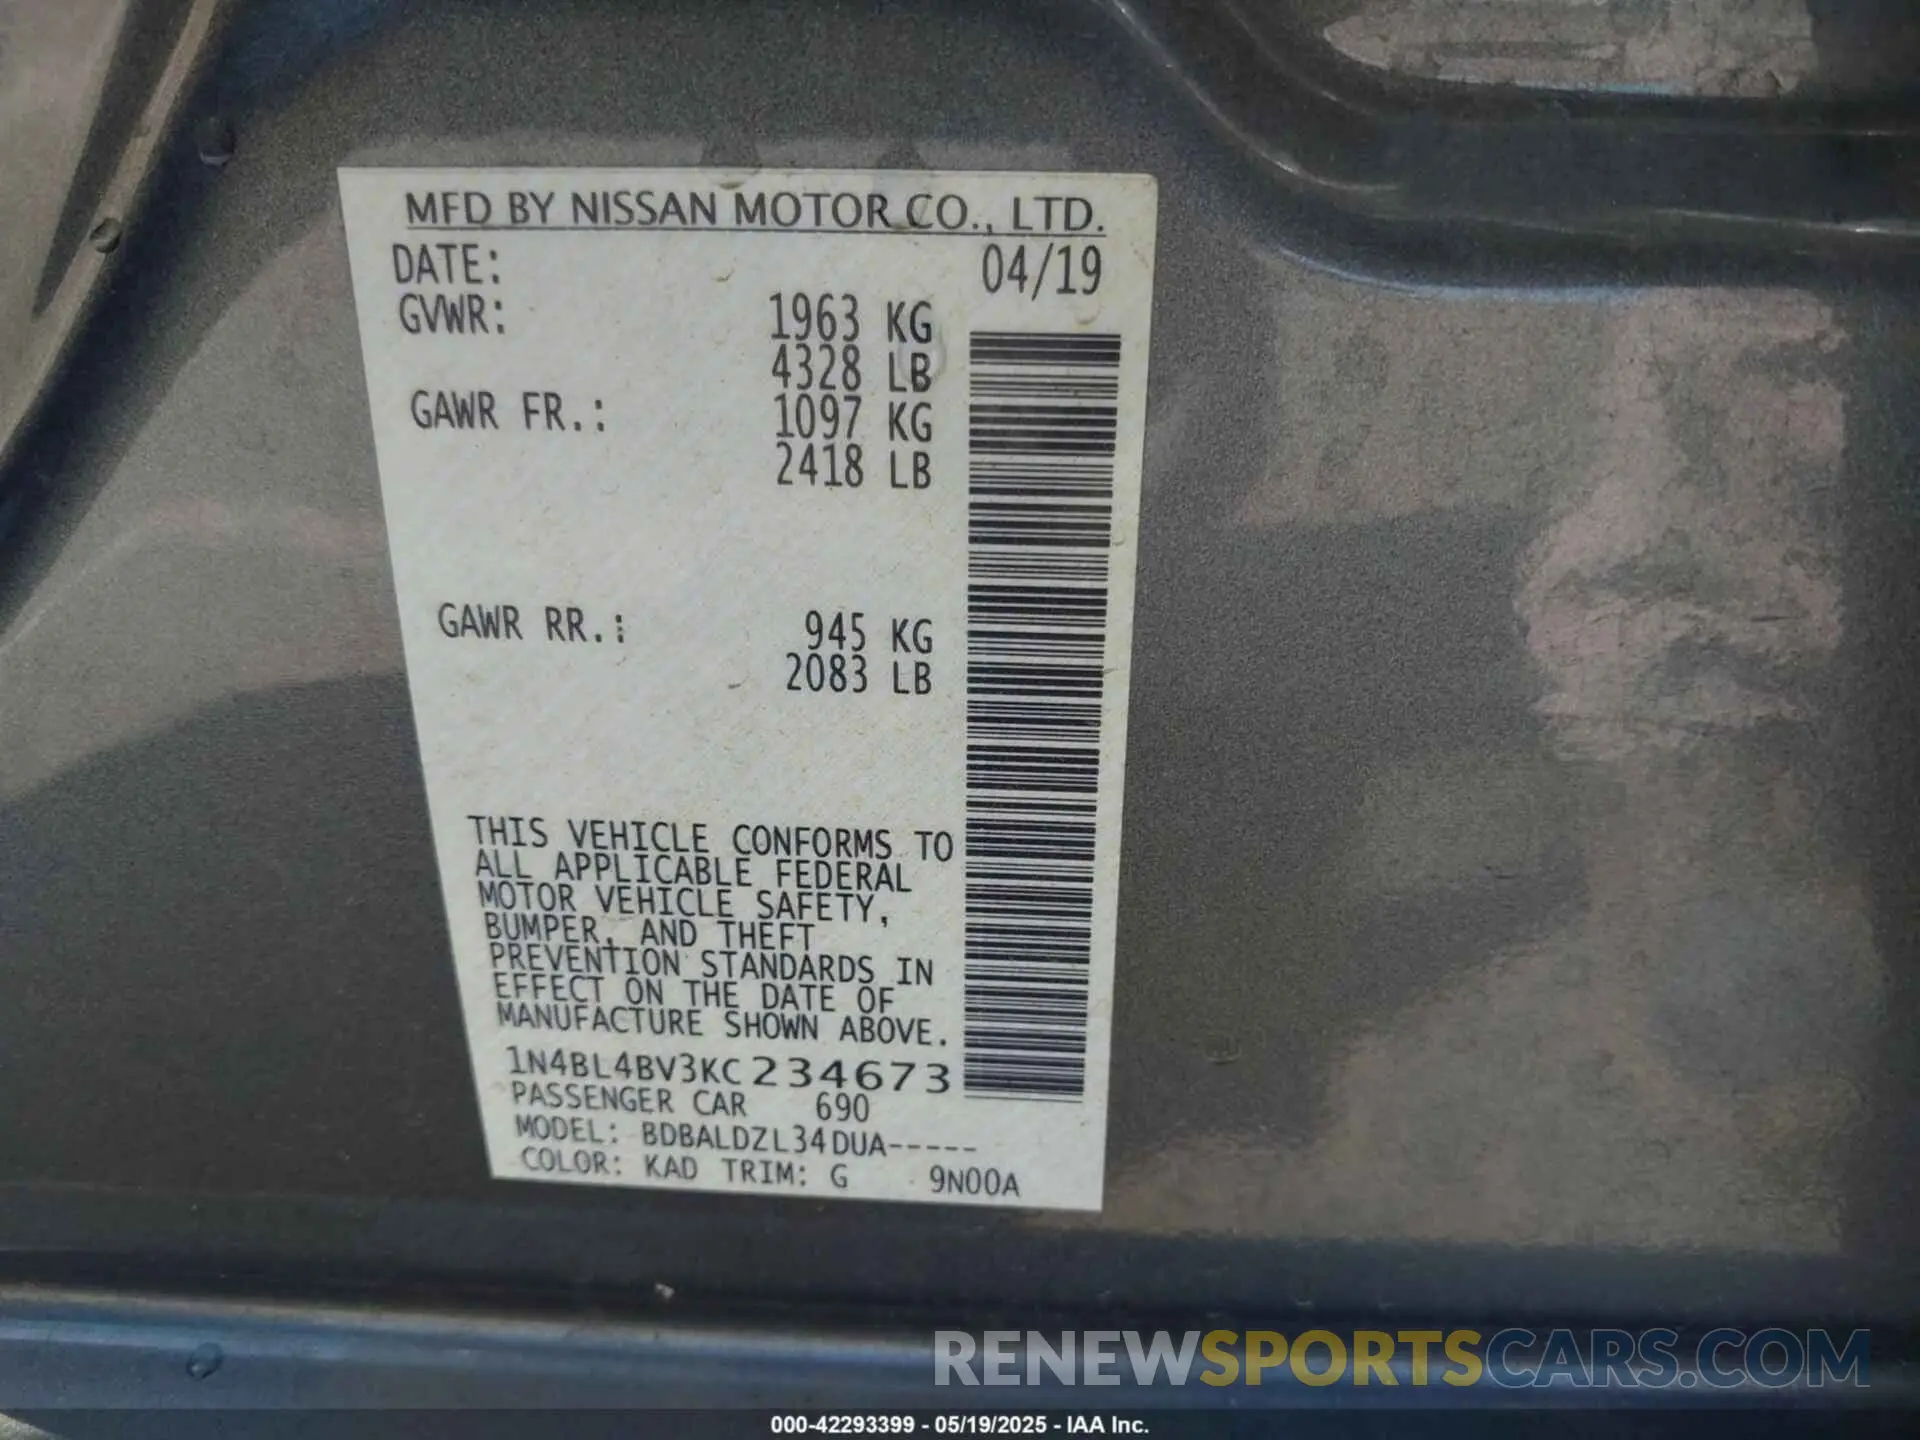 MFD BY NISSAN MOTOR CO., LTD.
DATE: 04/19
GVWR: 1963 KG
4328 LB
GAWR FR.: 1097 KG
2418 LB
GAWR RR.: 945 KG
2083 LB
THIS VEHICLE CONFORMS TO
ALL APPLICABLE FEDERAL
MOTOR VEHICLE SAFETY,
BUMPER, AND THEFT
PREVENTION STANDARDS IN
EFFECT ON THE DATE OF
MANUFACTURE SHOWN ABOVE.
1N4BL4BV3KC234673
PASSENGER CAR 690
MODEL: BDBALDZL34DUA-----
COLOR: KAD TRIM: G 9N00A
RENEWSPORTSCARS.COM
000-42293399 - 05/19/2025 - IAA Inc.